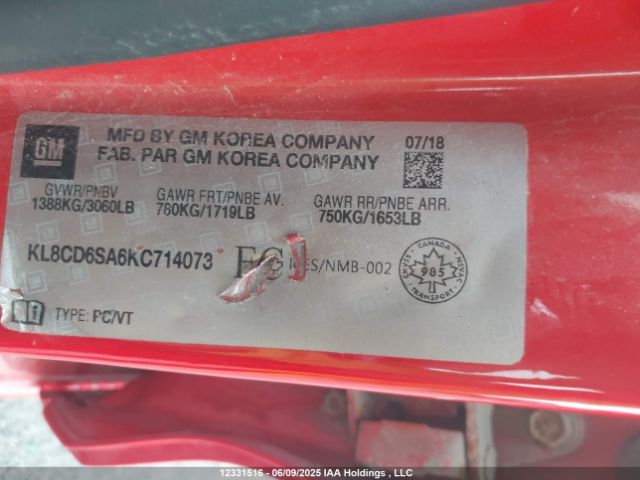 GM
MFD BY GM KOREA COMPANY
FAB. PAR GM KOREA COMPANY
07/18
GVWR/PNBV
1388KG/3060LB
GAWR FRT/PNBE AV.
780KG/1719LB
GAWR RR/PNBE ARR.
750KG/1653LB
KL8CD6SA6KC714073
/NMB-002
CANADA
985
TRANSPORT
TYPE: PC/VT
12331516 - 06/09/2025 IAA Holdings , LLC